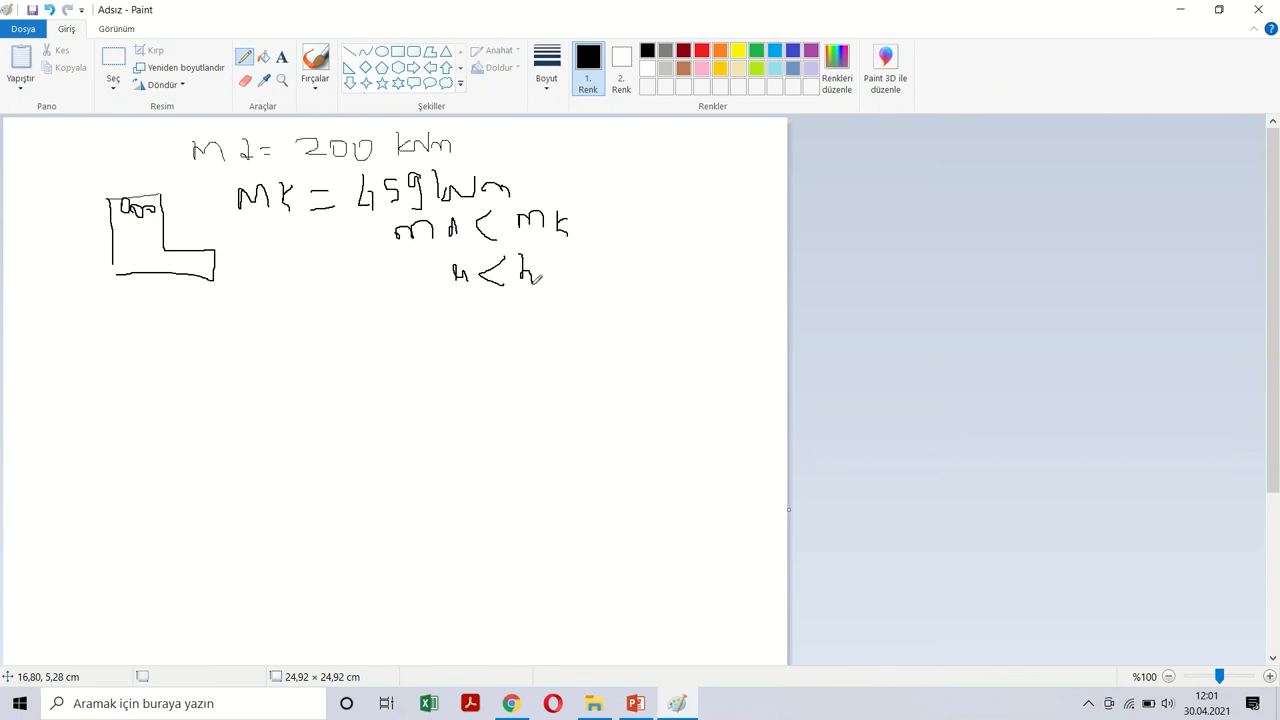 Adsız - Paint
Dosya Giriş Görünüm
Yapıştır
Kes
Kopyala
Pano
Seç
Kırp
Yeniden boyutlandır
Döndür
Resim
A
Araçlar
Fırçalar
Şekiller
Anahat
Doldur
Boyut
1.
Renk
2.
Renk
Renkler
Renkleri
düzenle
Paint 3D ile
düzenle
= 200 kNm
MK = 459 kNm
< MK
< h
16,80, 5,28 cm
24,92 × 24,92 cm
%100
Aramak için buraya yazın
12:01
30.04.2021